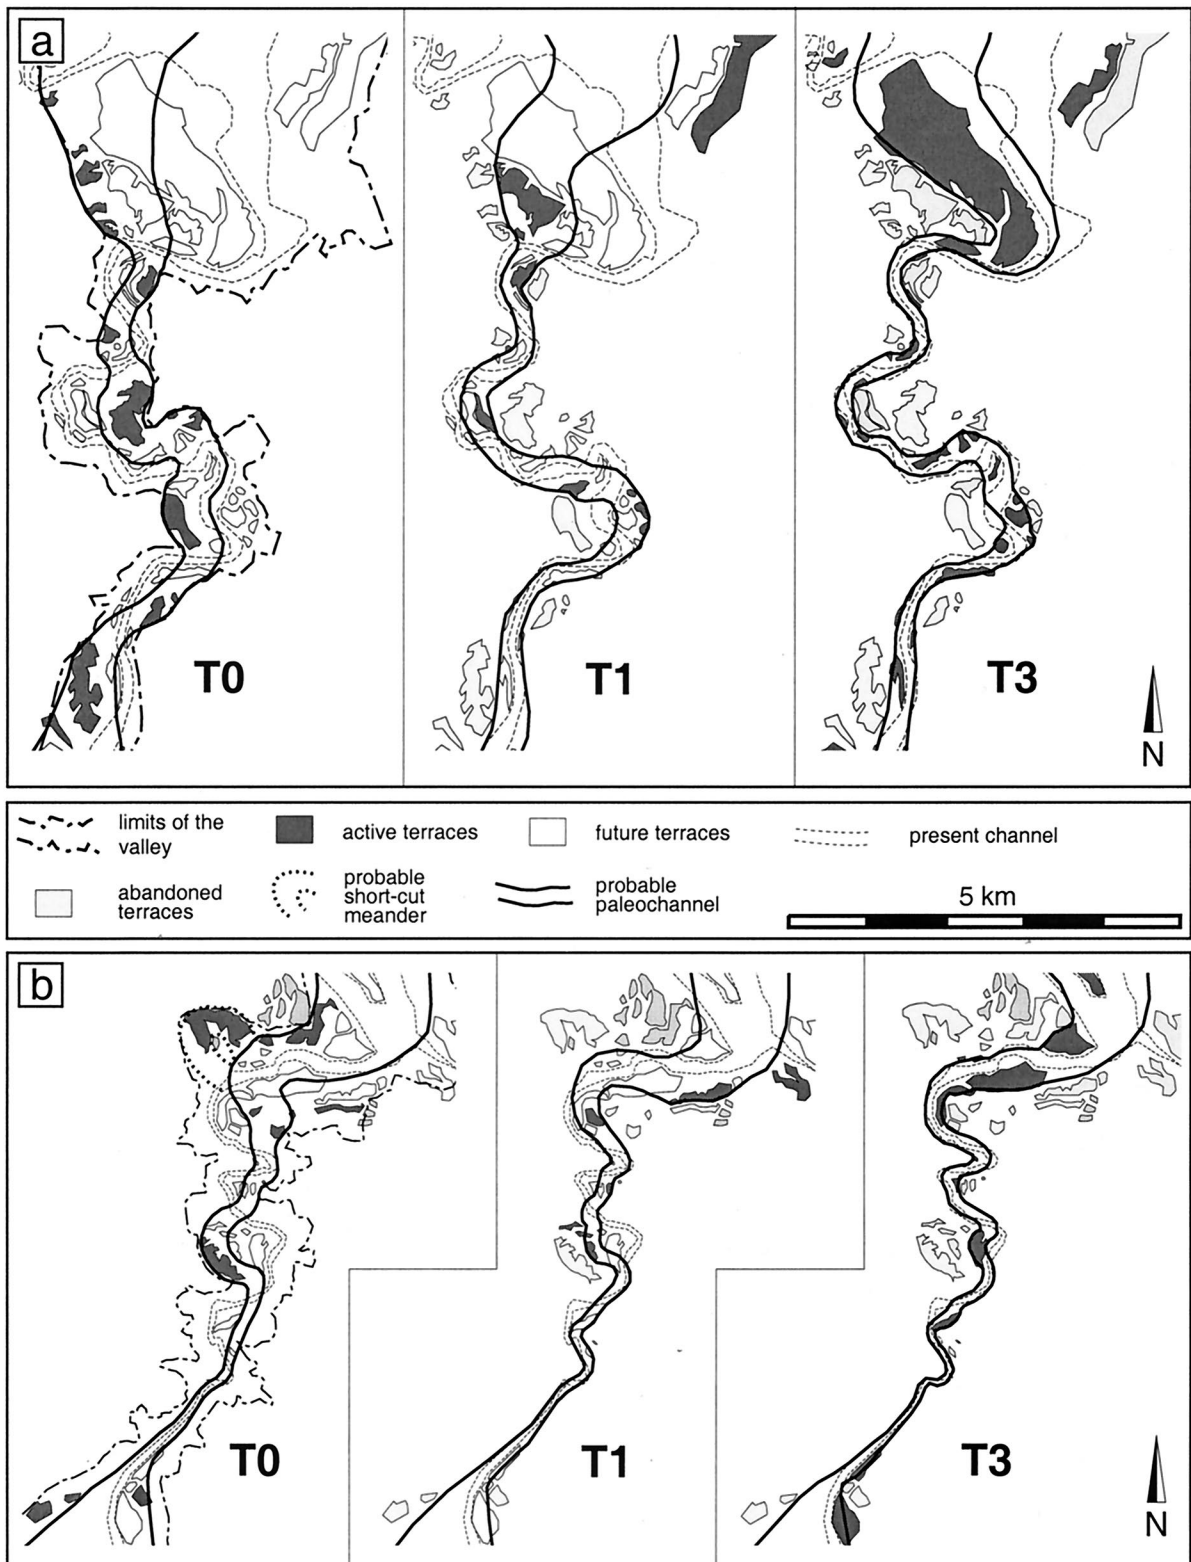 a
T0
T1
T3
N
limits of the
valley
active terraces
future terraces
present channel
abandoned
terraces
probable
short-cut
meander
probable
paleochannel
5 km
b
T0
T1
T3
N